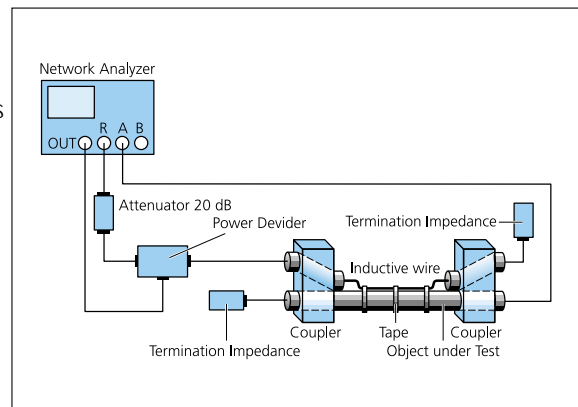 Network Analyzer
s
R A B
OUT
Attenuator 20 dB
Power Devider
Termination Impedance
Inductive wire
Coupler
Tape
Coupler
Termination Impedance
Object under Test